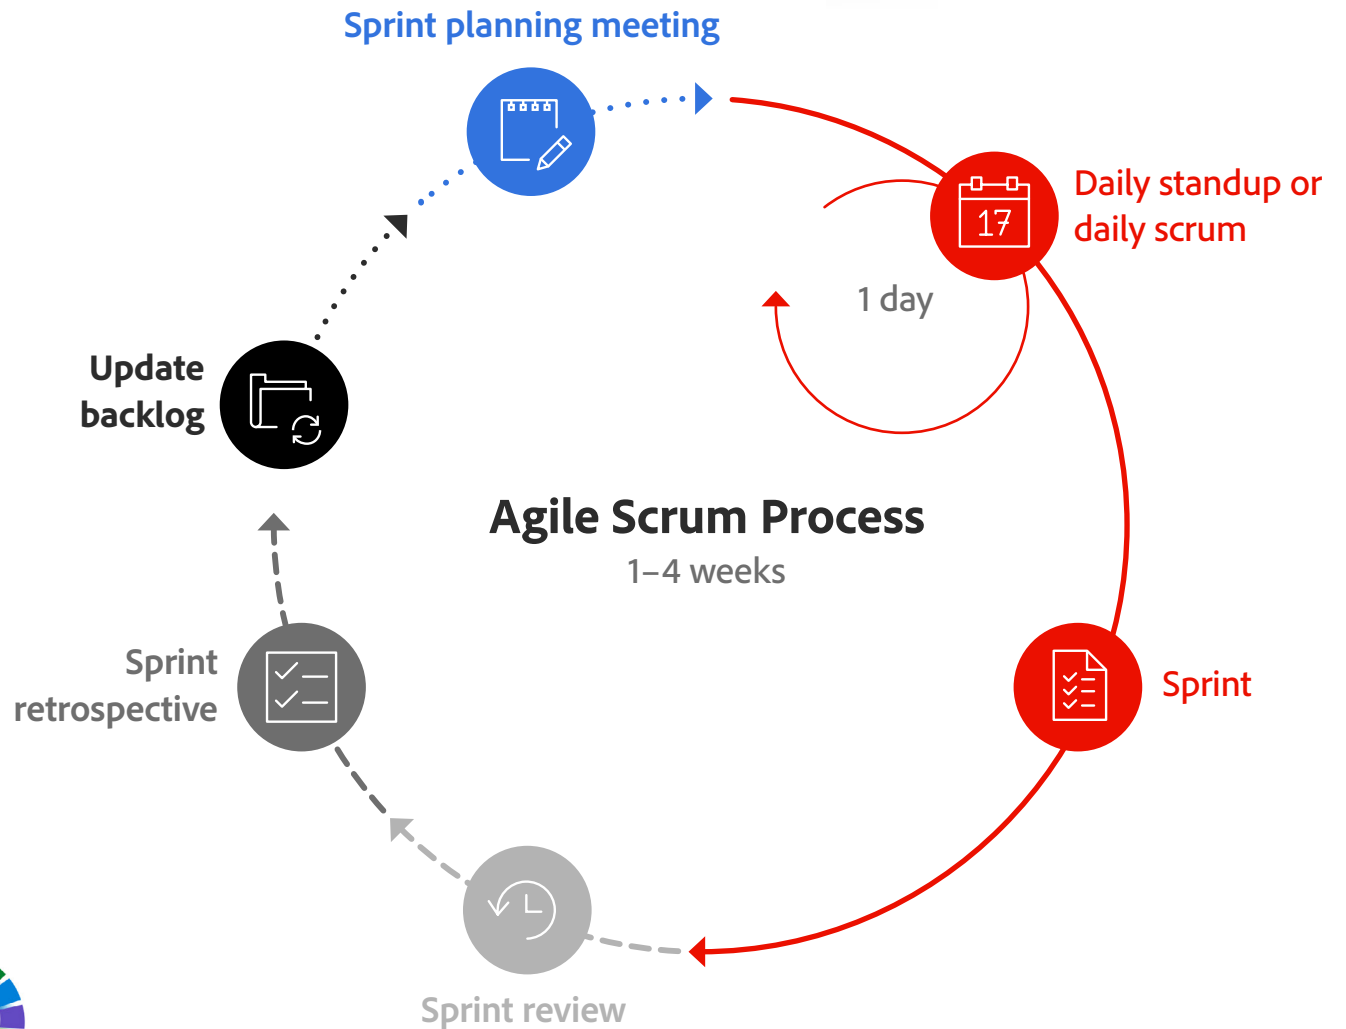 Sprint planning meeting
Daily standup or
daily scrum
17
1 day
Update
backlog
Agile Scrum Process
1–4 weeks
Sprint
retrospective
Sprint
Sprint review